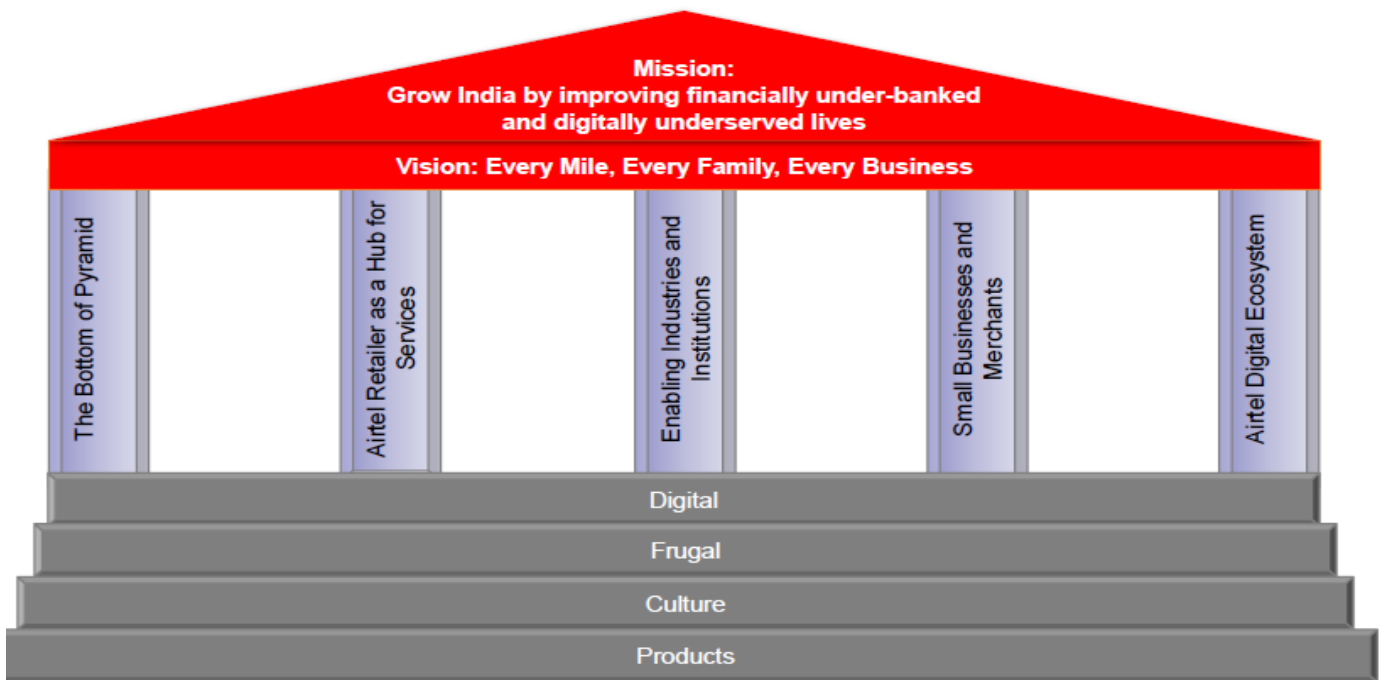 Mission:
Grow India by improving financially under-banked
and digitally underserved lives
Vision: Every Mile, Every Family, Every Business
The Bottom of Pyramid
Airtel Retailer as a Hub for
Services
Enabling Industries and
Institutions
Small Businesses and
Merchants
Airtel Digital Ecosystem
Digital
Frugal
Culture
Products